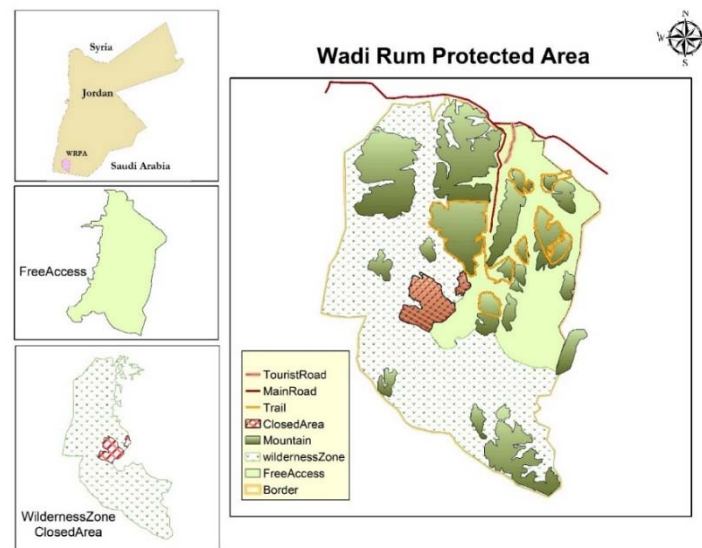 Wadi Rum Protected Area
N
W
E
S
Syria
Jordan
WRPA
Saudi Arabia
FreeAccess
WildernessZone
ClosedArea
TouristRoad
MainRoad
Trail
ClosedArea
Mountain
wildernessZone
FreeAccess
Border